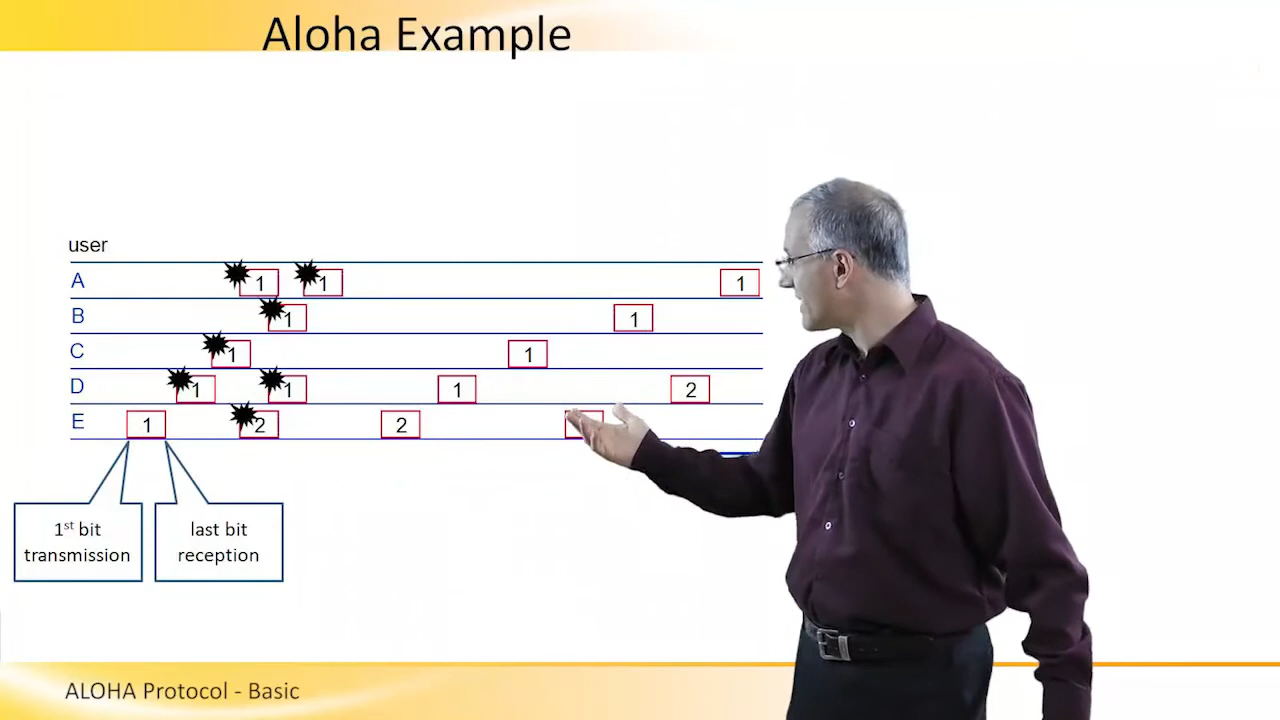 Aloha Example
user
A 1 1 1
B 1 1
C 1 1
D 1 1 1 2
E 1 2 2
1st bit
transmission
last bit
reception
ALOHA Protocol - Basic